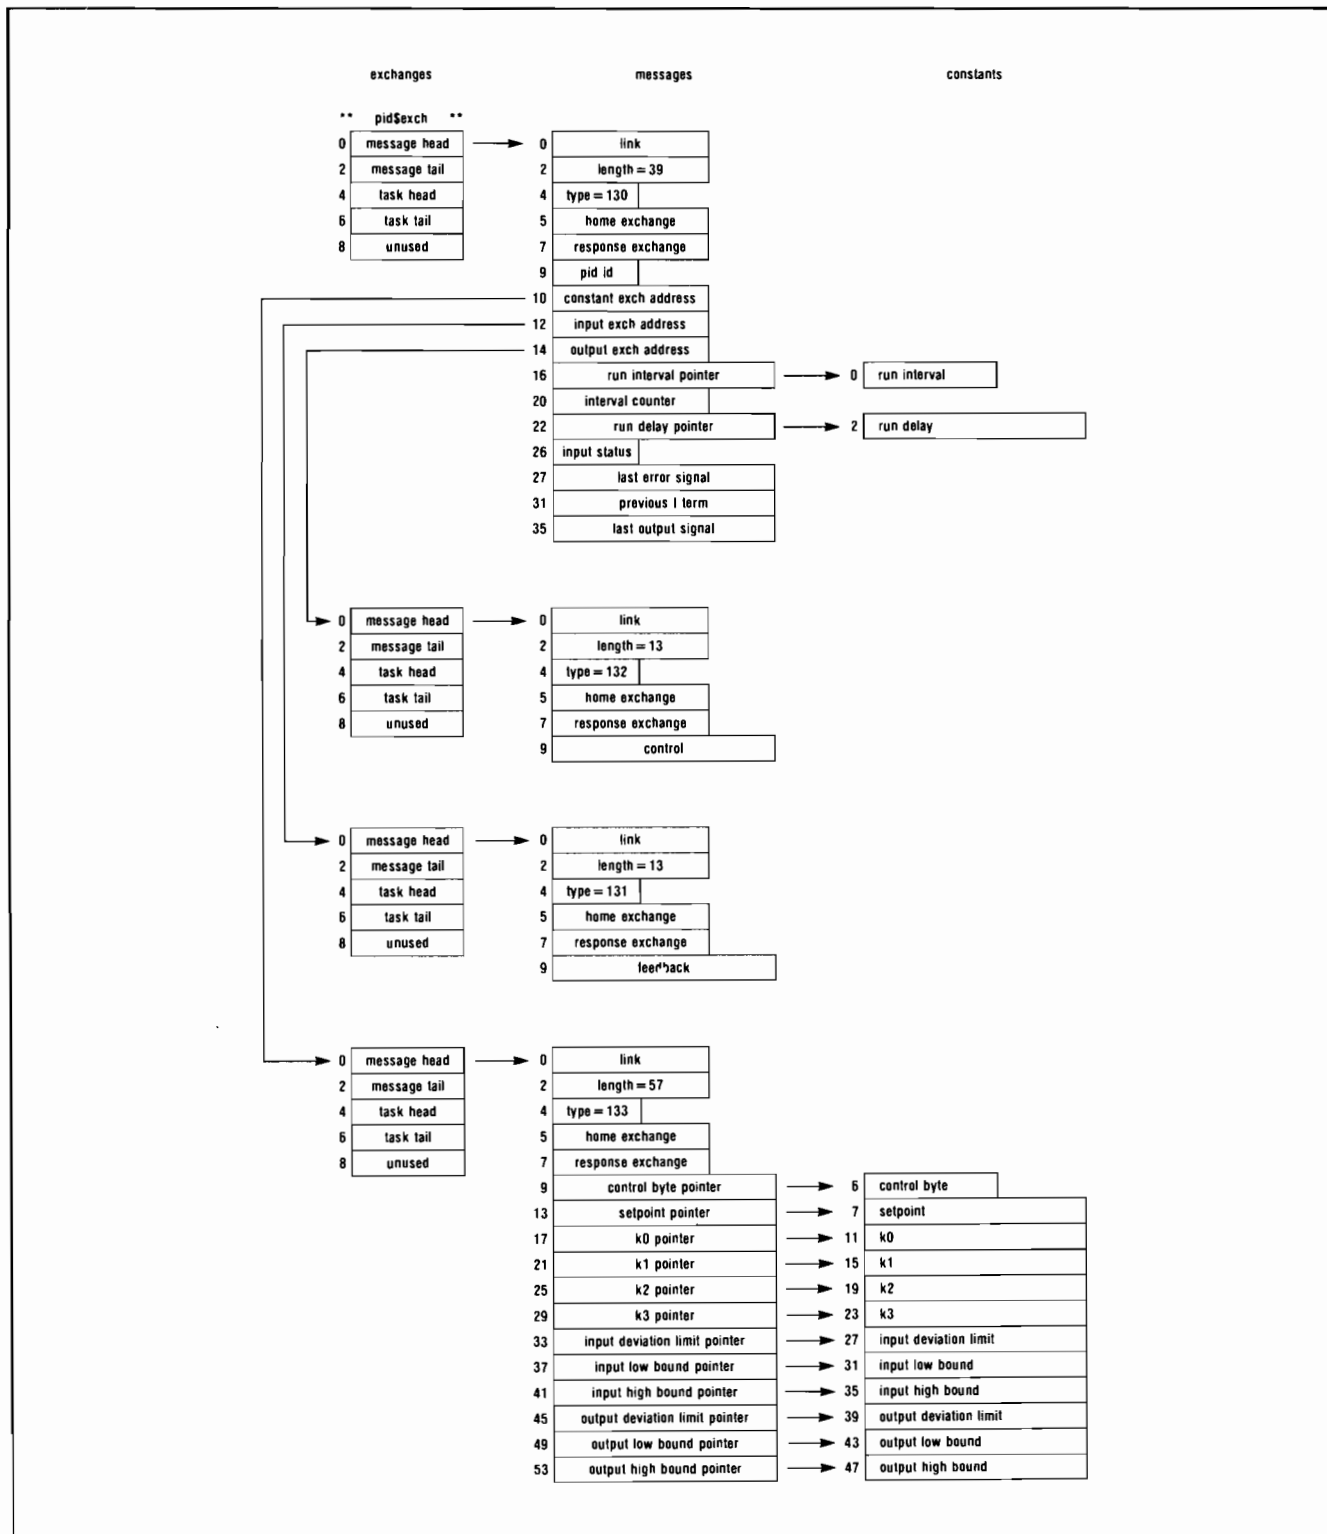 exchanges messages constants
** pid$exch **
0 message head 0 link
2 message tail 2 length = 39
4 task head 4 type = 130
6 task tail 5 home exchange
8 unused 7 response exchange
9 pid id
10 constant exch address
12 input exch address
14 output exch address
16 run interval pointer 0 run interval
20 interval counter
22 run delay pointer 2 run delay
26 input status
27 last error signal
31 previous I term
35 last output signal
0 message head 0 link
2 message tail 2 length = 13
4 task head 4 type = 132
6 task tail 5 home exchange
8 unused 7 response exchange
9 control
0 message head 0 link
2 message tail 2 length = 13
4 task head 4 type = 131
6 task tail 5 home exchange
8 unused 7 response exchange
9 feedback
0 message head 0 link
2 message tail 2 length = 57
4 task head 4 type = 133
6 task tail 5 home exchange
8 unused 7 response exchange
9 control byte pointer 6 control byte
13 setpoint pointer 7 setpoint
17 k0 pointer 11 k0
21 k1 pointer 15 k1
25 k2 pointer 19 k2
29 k3 pointer 23 k3
33 input deviation limit pointer 27 input deviation limit
37 input low bound pointer 31 input low bound
41 input high bound pointer 35 input high bound
45 output deviation limit pointer 39 output deviation limit
49 output low bound pointer 43 output low bound
53 output high bound pointer 47 output high bound